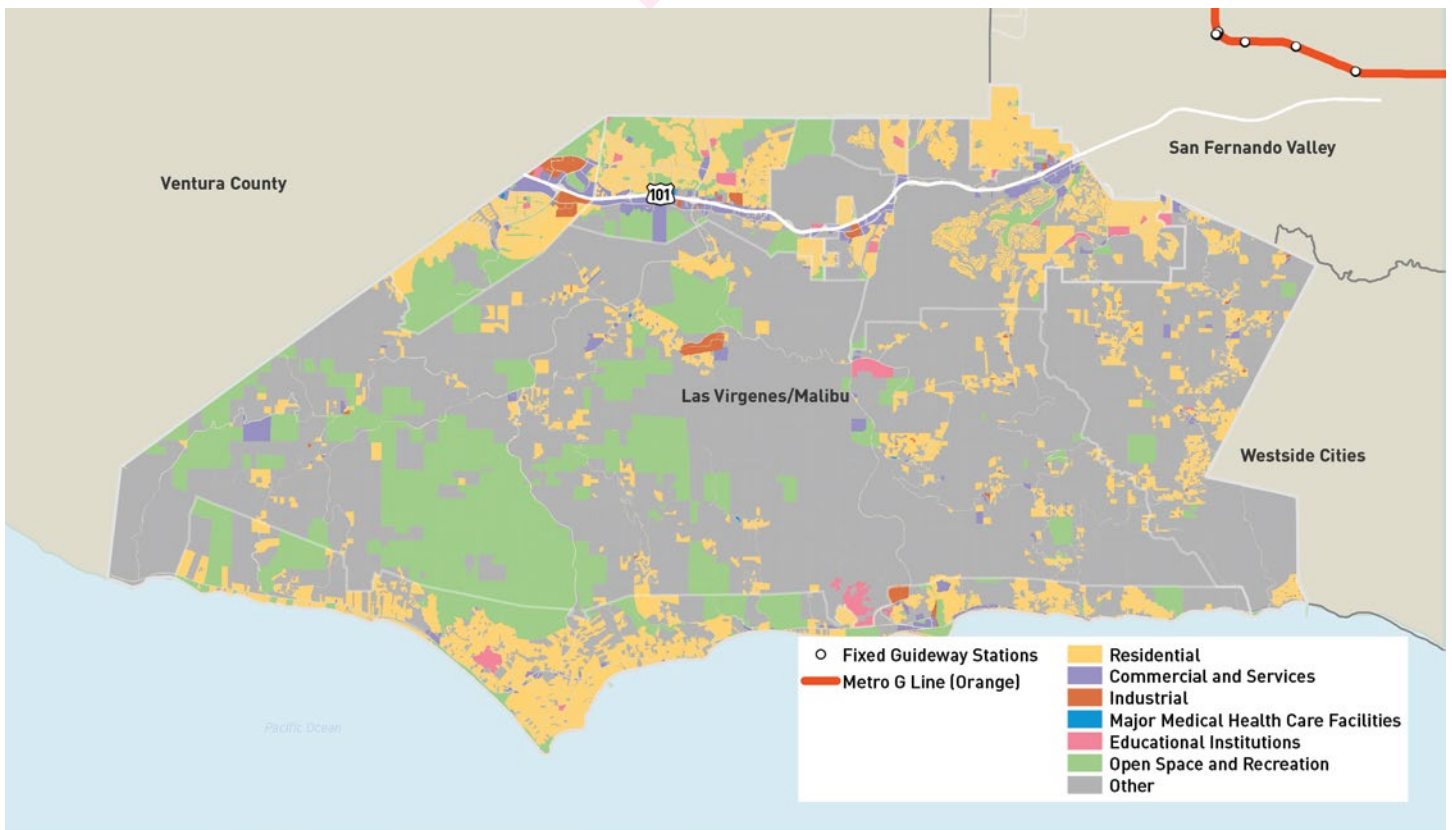 San Fernando Valley
Ventura County
101
Las Virgenes/Malibu
Westside Cities
Pacific Ocean
Fixed Guideway Stations
Metro G Line (Orange)
Residential
Commercial and Services
Industrial
Major Medical Health Care Facilities
Educational Institutions
Open Space and Recreation
Other